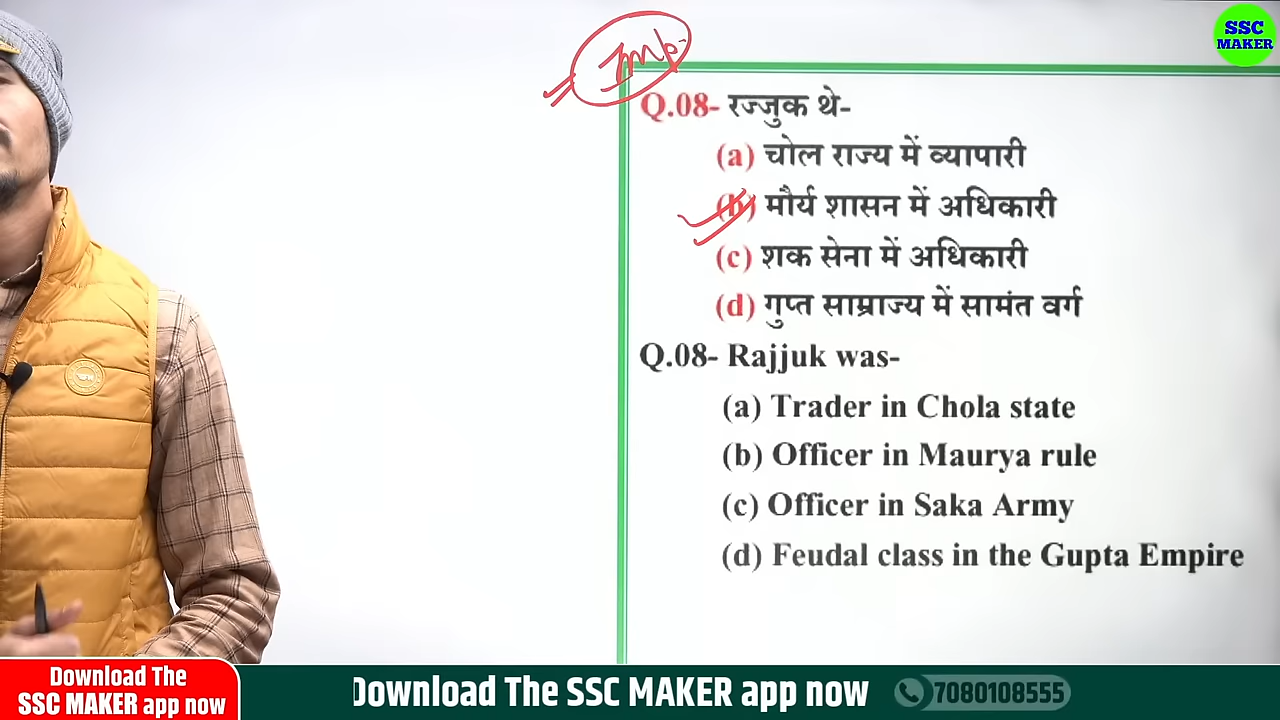 SSC
MAKER
Imp.
Q.08- रज्जुक थे-
(a) चोल राज्य में व्यापारी
(b) मौर्य शासन में अधिकारी
(c) शक सेना में अधिकारी
(d) गुप्त साम्राज्य में सामंत वर्ग
Q.08- Rajjuk was-
(a) Trader in Chola state
(b) Officer in Maurya rule
(c) Officer in Saka Army
(d) Feudal class in the Gupta Empire
Download The
SSC MAKER app now
Download The SSC MAKER app now
7080108555